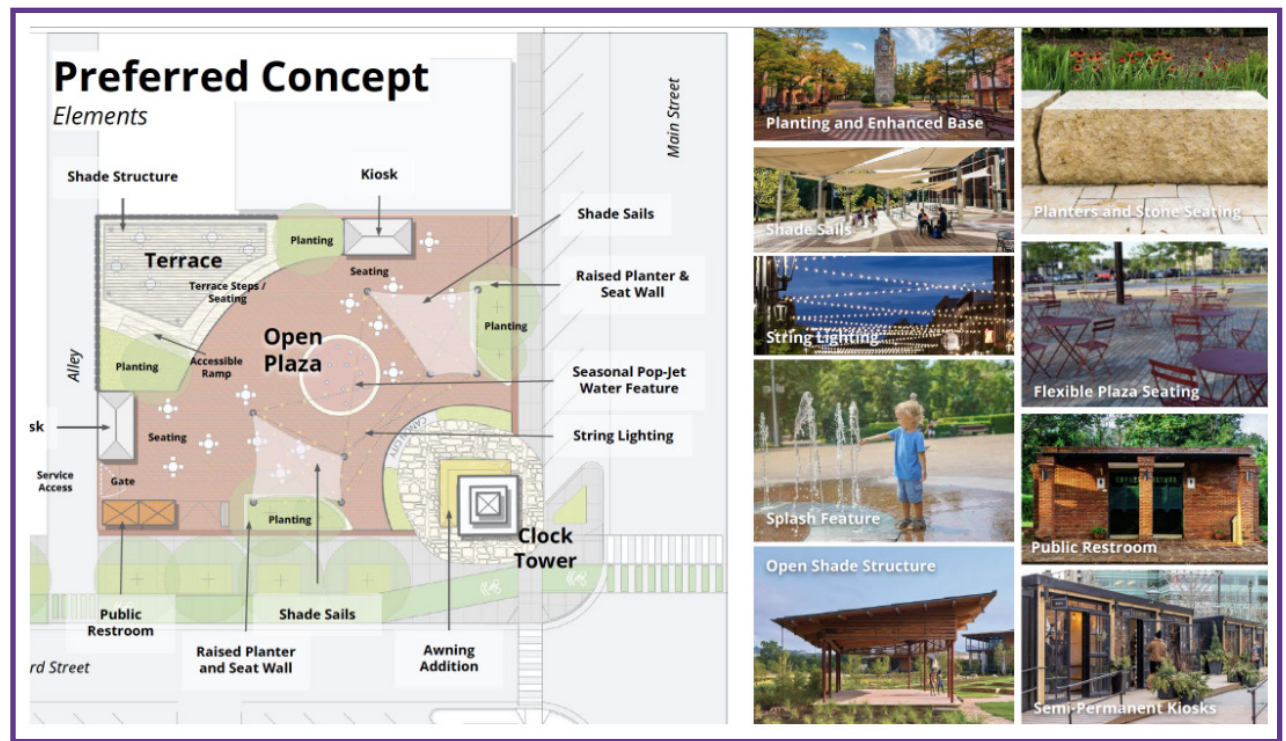 Preferred Concept
Elements
Main Street
Shade Structure
Kiosk
Shade Sails
Planting
Terrace
Seating
Terrace Steps /
Seating
Raised Planter &
Seat Wall
Planting
Open
Plaza
Accessible
Ramp
Alley
Planting
Seasonal Pop-Jet
Water Feature
sk
Seating
String Lighting
Service
Access
Gate
Planting
Clock
Tower
Public
Restroom
Shade Sails
Raised Planter
and Seat Wall
Awning
Addition
rd Street
Planting and Enhanced Base
Shade Sails
String Lighting
Splash Feature
Open Shade Structure
Planters and Stone Seating
Flexible Plaza Seating
Public Restroom
Semi-Permanent Kiosks